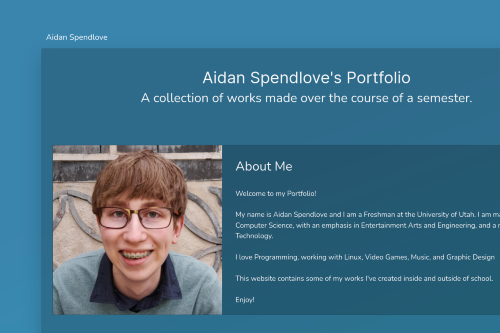 Aidan Spendlove
Aidan Spendlove's Portfolio
A collection of works made over the course of a semester.
About Me
Welcome to my Portfolio!
My name is Aidan Spendlove and I am a Freshman at the University of Utah. I am
Computer Science, with an emphasis in Entertainment Arts and Engineering, and a
Technology.
I love Programming, working with Linux, Video Games, Music, and Graphic Design
This website contains some of my works I've created inside and outside of school.
Enjoy!